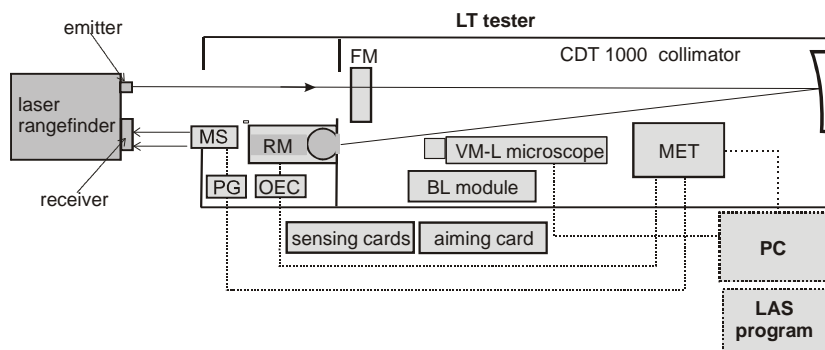 LT tester
emitter
FM
CDT 1000 collimator
laser
rangefinder
MS
RM
VM-L microscope
MET
PG
OEC
BL module
receiver
sensing cards
aiming card
PC
LAS
program